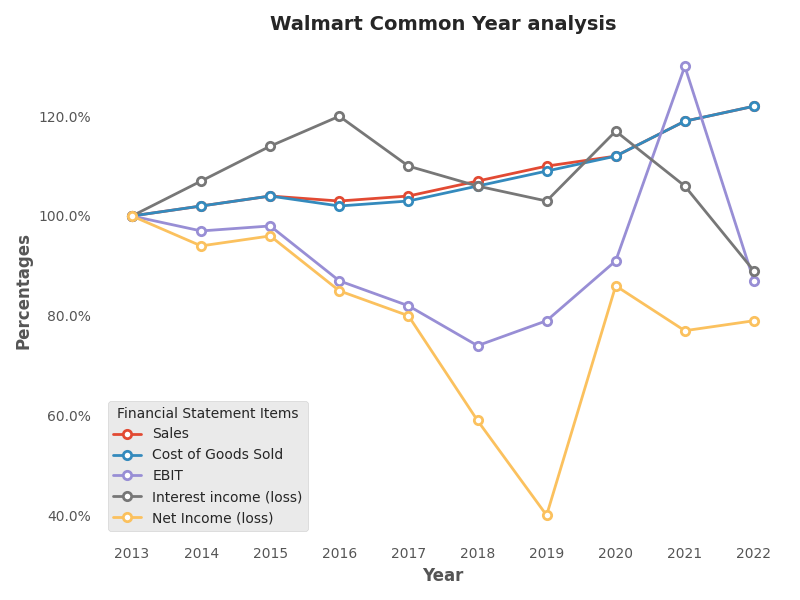 Walmart Common Year analysis
Percentages
120.0%
100.0%
80.0%
60.0%
40.0%
Financial Statement Items
Sales
Cost of Goods Sold
EBIT
Interest income (loss)
Net Income (loss)
2013 2014 2015 2016 2017 2018 2019 2020 2021 2022
Year